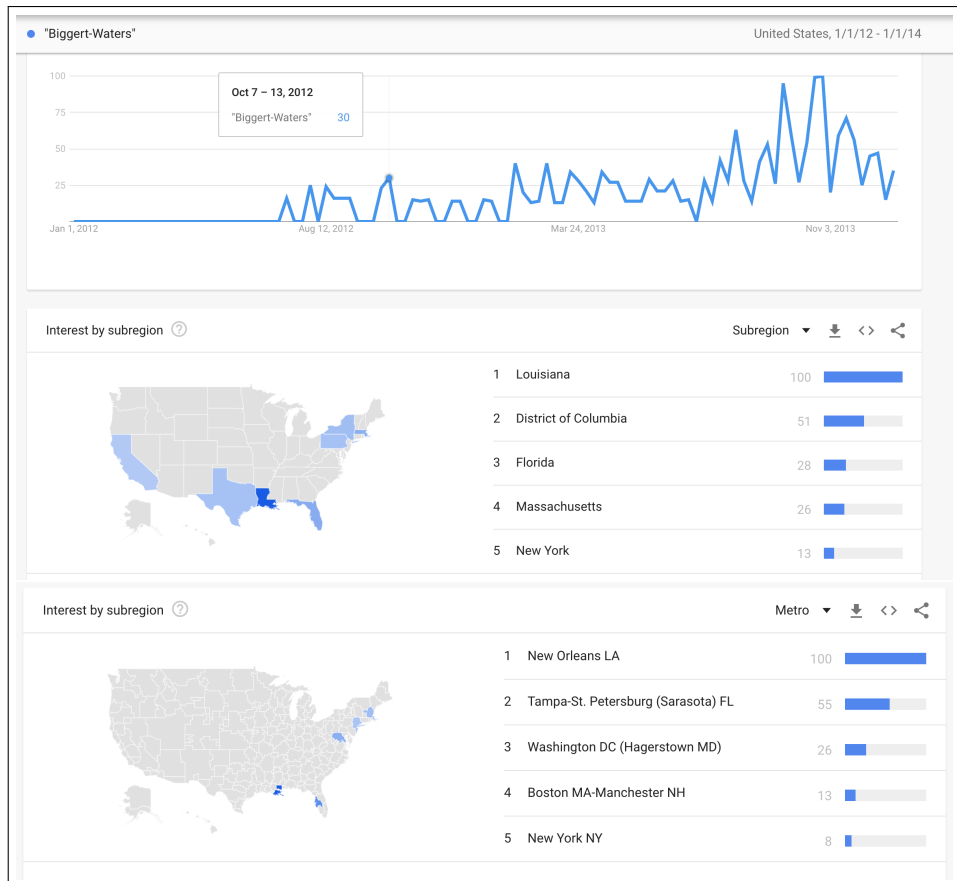 "Biggert-Waters" United States, 1/1/12 - 1/1/14
100
75
50
25
Oct 7 – 13, 2012
"Biggert-Waters" 30
Jan 1, 2012 Aug 12, 2012 Mar 24, 2013 Nov 3, 2013
Interest by subregion ? Subregion
1 Louisiana 100
2 District of Columbia 51
3 Florida 28
4 Massachusetts 26
5 New York 13
Interest by subregion ? Metro
1 New Orleans LA 100
2 Tampa-St. Petersburg (Sarasota) FL 55
3 Washington DC (Hagerstown MD) 26
4 Boston MA-Manchester NH 13
5 New York NY 8